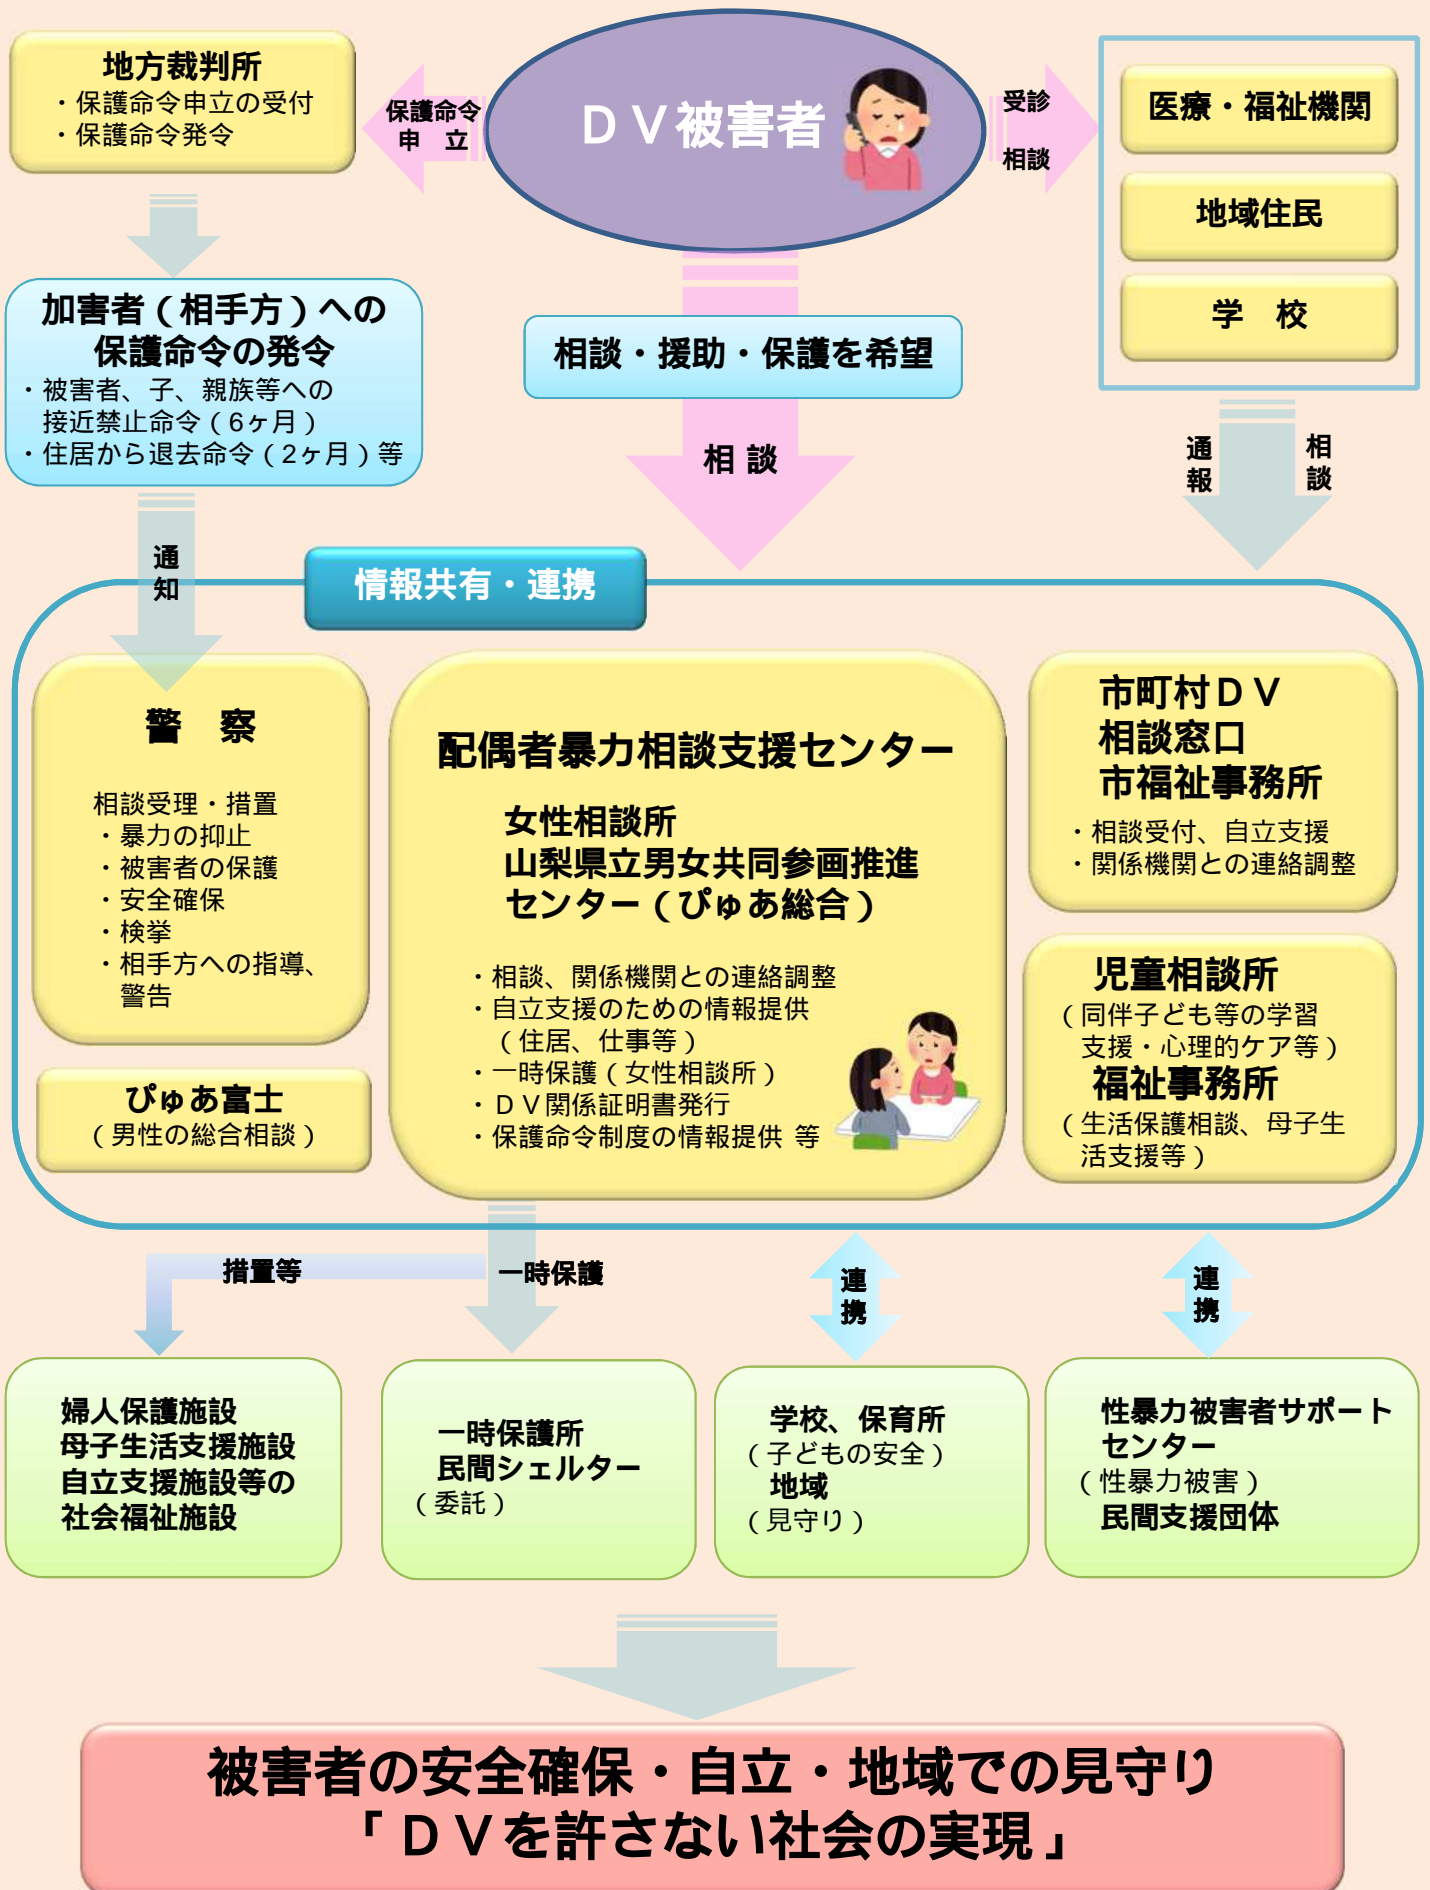 地方裁判所
・保護命令申立の受付
・保護命令発令
保護命令
申　立
ＤＶ被害者
受診
相談
医療・福祉機関
地域住民
学　校
加害者（相手方）への
保護命令の発令
・被害者、子、親族等への
接近禁止命令（6ヶ月）
・住居から退去命令（2ヶ月）等
相談・援助・保護を希望
相 談
通報
相談
通知
情報共有・連携
警　察
相談受理・措置
・暴力の抑止
・被害者の保護
・安全確保
・検挙
・相手方への指導、
警告
ぴゅあ富士
（男性の総合相談）
配偶者暴力相談支援センター
女性相談所
山梨県立男女共同参画推進
センター（ぴゅあ総合）
・相談、関係機関との連絡調整
・自立支援のための情報提供
（住居、仕事等）
・一時保護（女性相談所）
・ＤＶ関係証明書発行
・保護命令制度の情報提供 等
市町村ＤＶ
相談窓口
市福祉事務所
・相談受付、自立支援
・関係機関との連絡調整
児童相談所
（同伴子ども等の学習
支援・心理的ケア等）
福祉事務所
（生活保護相談、母子生
活支援等）
措置等
一時保護
連携
連携
婦人保護施設
母子生活支援施設
自立支援施設等の
社会福祉施設
一時保護所
民間シェルター
（委託）
学校、保育所
（子どもの安全）
地域
（見守り）
性暴力被害者サポート
センター
（性暴力被害）
民間支援団体
被害者の安全確保・自立・地域での見守り
「ＤＶを許さない社会の実現」